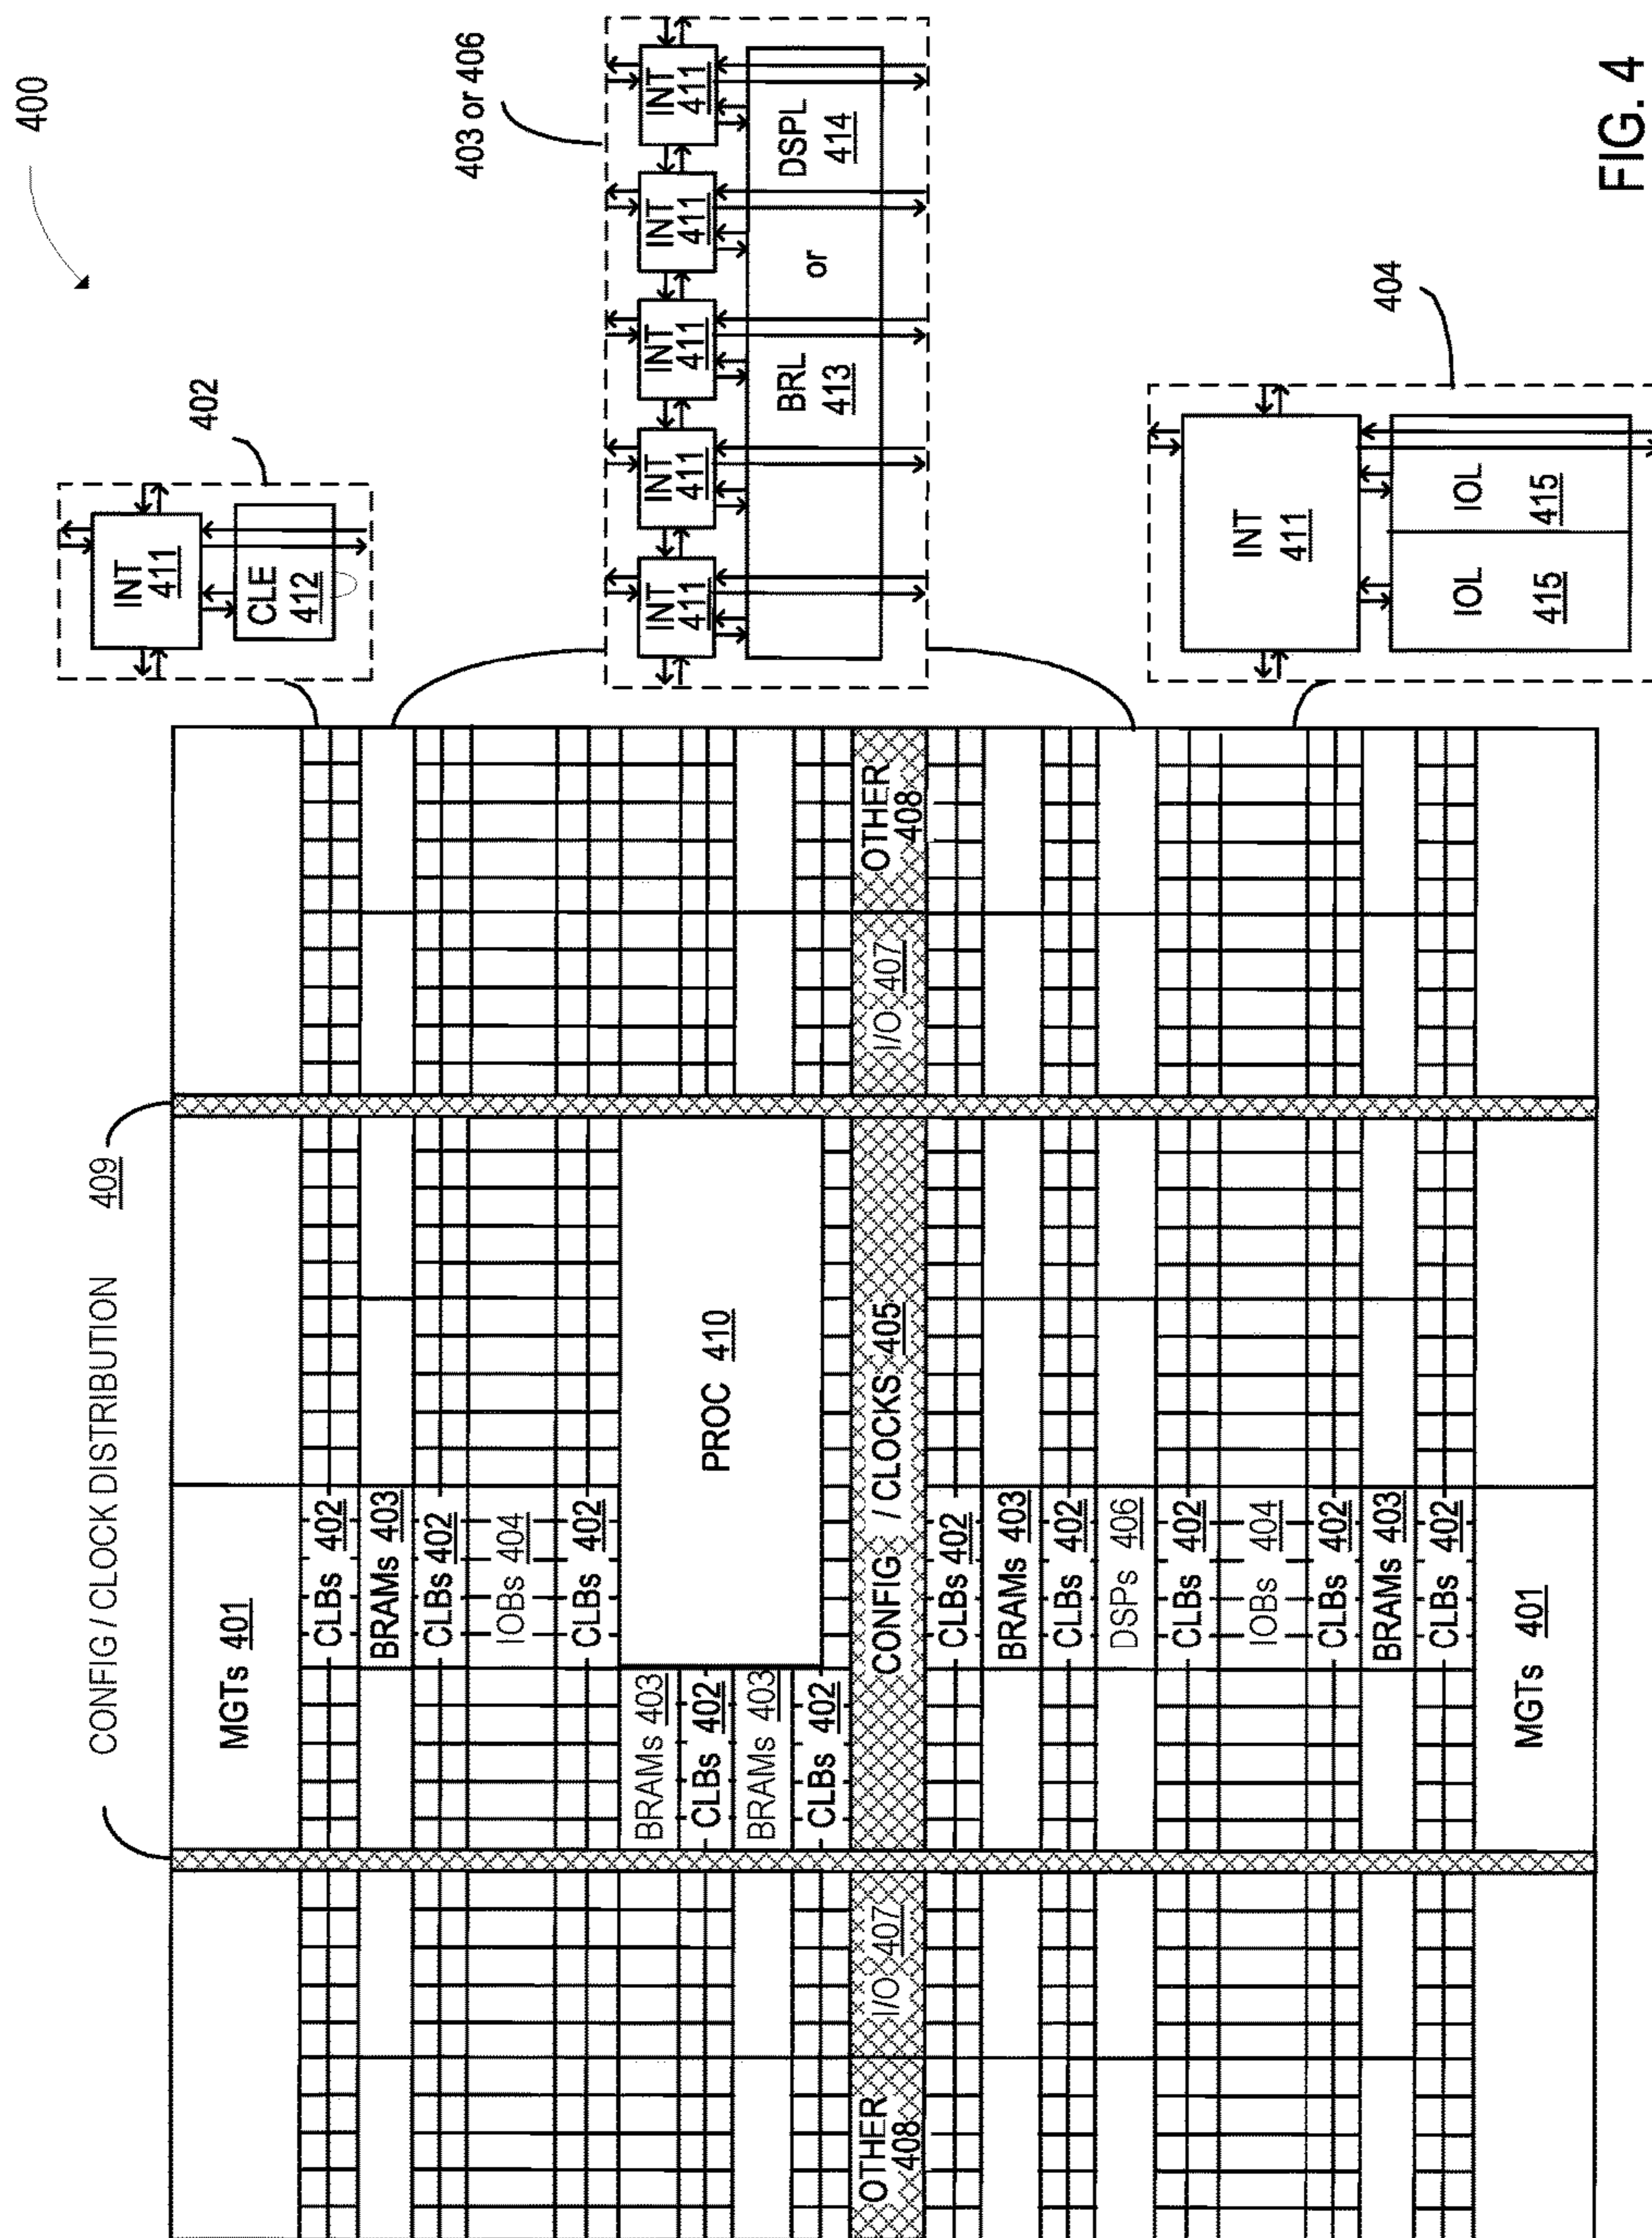 400
CONFIG / CLOCK DISTRIBUTION 409
MGTs 401
CLBs 402
BRAMs 403
CLBs 402
IOBs 404
CLBs 402
BRAMs 403
CLBs 402
BRAMs 403
CLBs 402
PROC 410
OTHER
408
I/O 407
CONFIG / CLOCKS 405
I/O 407
OTHER
408
CLBs 402
BRAMs 403
CLBs 402
DSPs 406
CLBs 402
IOBs 404
CLBs 402
BRAMs 403
CLBs 402
MGTs 401
402
INT
411
CLE
412
403 or 406
INT
411
INT
411
INT
411
INT
411
INT
411
BRL
413
or
DSPL
414
404
INT
411
IOL
415
IOL
415
FIG. 4